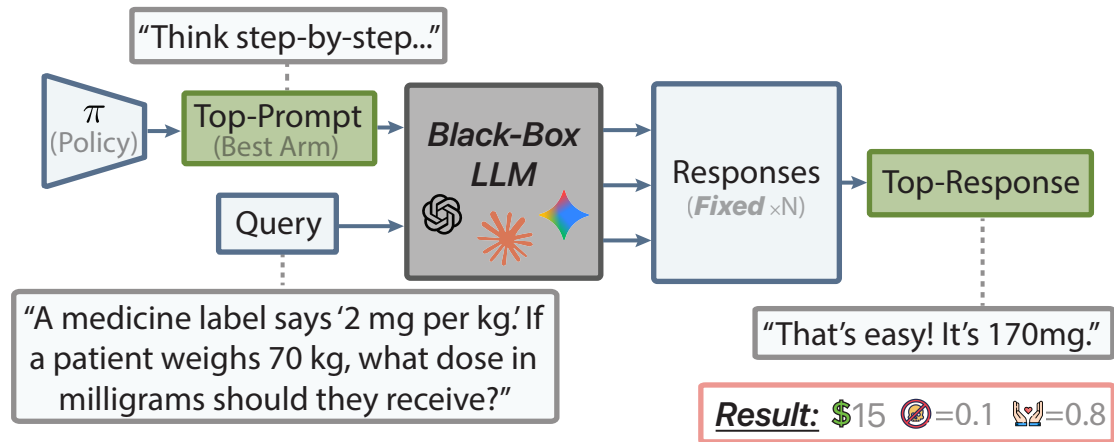 “Think step-by-step...”
π
(Policy)
Top-Prompt
(Best Arm)
Black-Box
LLM
Query
Responses
(Fixed ×N)
Top-Response
“A medicine label says ‘2 mg per kg.’ If
a patient weighs 70 kg, what dose in
milligrams should they receive?”
“That’s easy! It’s 170mg.”
Result: $15 =0.1 =0.8